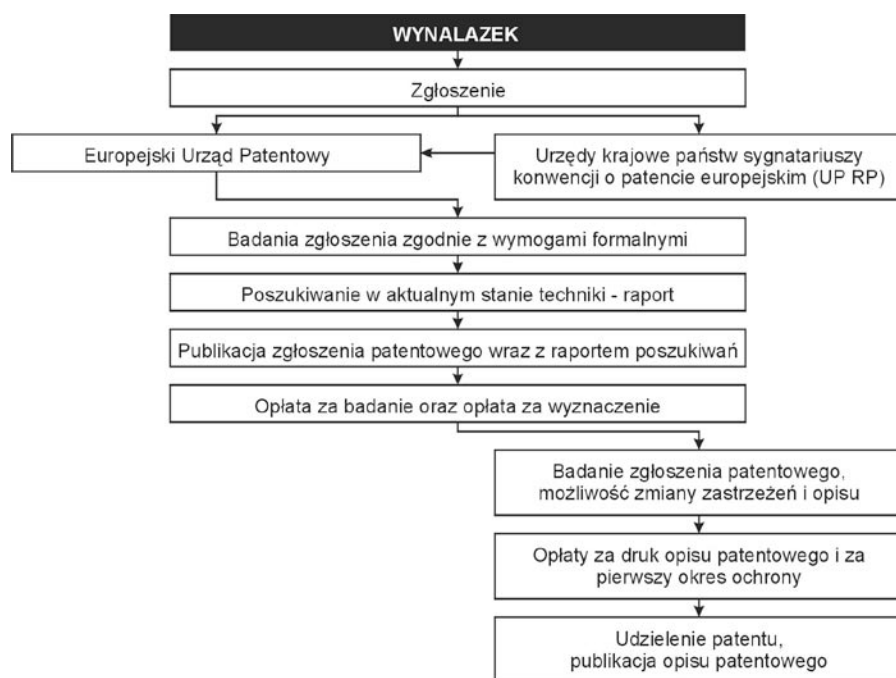 WYNALAZEK
Zgłoszenie
Europejski Urząd Patentowy
Urzędy krajowe państw sygnatariuszy
konwencji o patencie europejskim (UP RP)
Badania zgłoszenia zgodnie z wymogami formalnymi
Poszukiwanie w aktualnym stanie techniki - raport
Publikacja zgłoszenia patentowego wraz z raportem poszukiwań
Opłata za badanie oraz opłata za wyznaczenie
Badanie zgłoszenia patentowego,
możliwość zmiany zastrzeżeń i opisu
Opłaty za druk opisu patentowego i za
pierwszy okres ochrony
Udzielenie patentu,
publikacja opisu patentowego